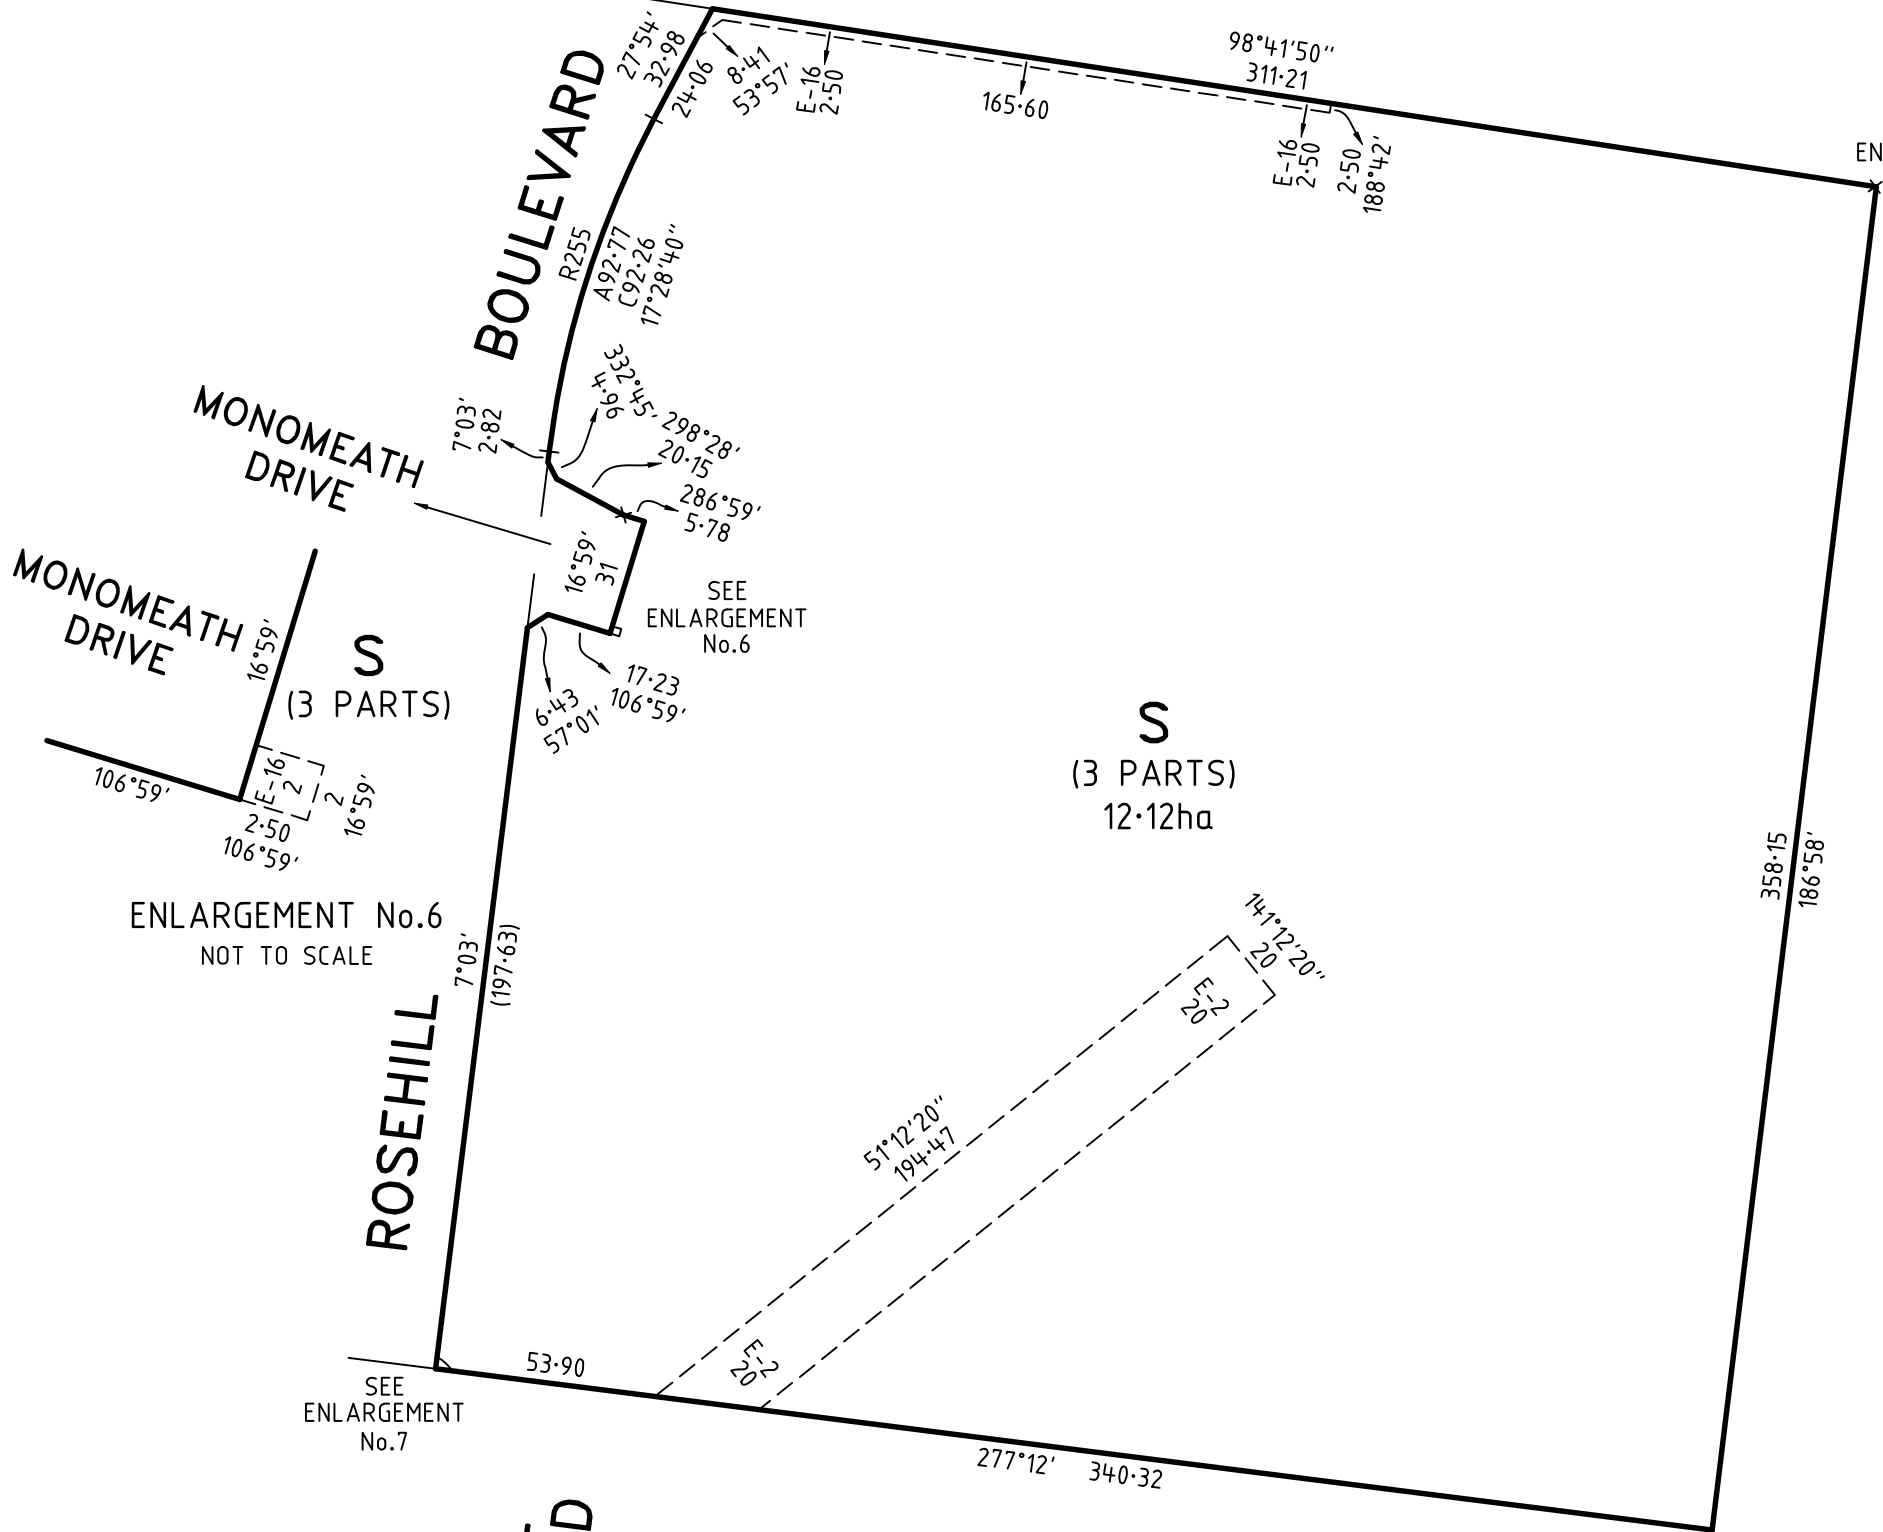 27°54'
32·98
24·06
8·41
53°57'
E-16
2·50
98°41'50"
311·21
165·60
E-16
2·50
2·50
188°42'
EN
BOULEVARD
R255
A92·77
C92·26
17°28'40"
7°03'
2·82
332°45'
4·96
298°28'
20·15
286°59'
5·78
MONOMEATH
DRIVE
16°59'
31
SEE
ENLARGEMENT
No.6
17·23
106°59'
6·43
57°01'
MONOMEATH
DRIVE
16°59'
S
(3 PARTS)
106°59'
E-16
2
2
16°59'
2·50
106°59'
ENLARGEMENT No.6
NOT TO SCALE
S
(3 PARTS)
12·12ha
358·15
186°58'
7°03'
(197·63)
ROSEHILL
141°12'20"
20
E-2
20
51°12'20"
194·47
E-2
20
53·90
SEE
ENLARGEMENT
No.7
277°12' 340·32
D